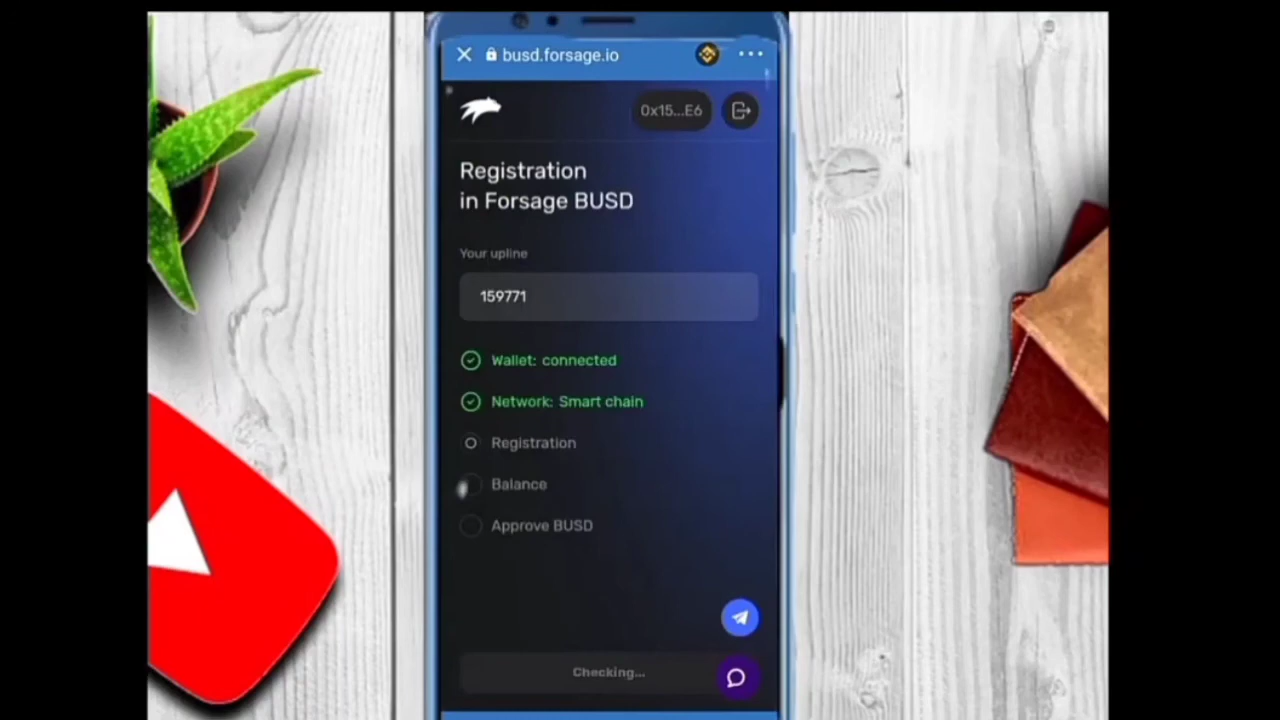 busd.forsage.io
0x15...E6
Registration
in Forsage BUSD
Your upline
159771
Wallet: connected
Network: Smart chain
Registration
Balance
Approve BUSD
Checking...